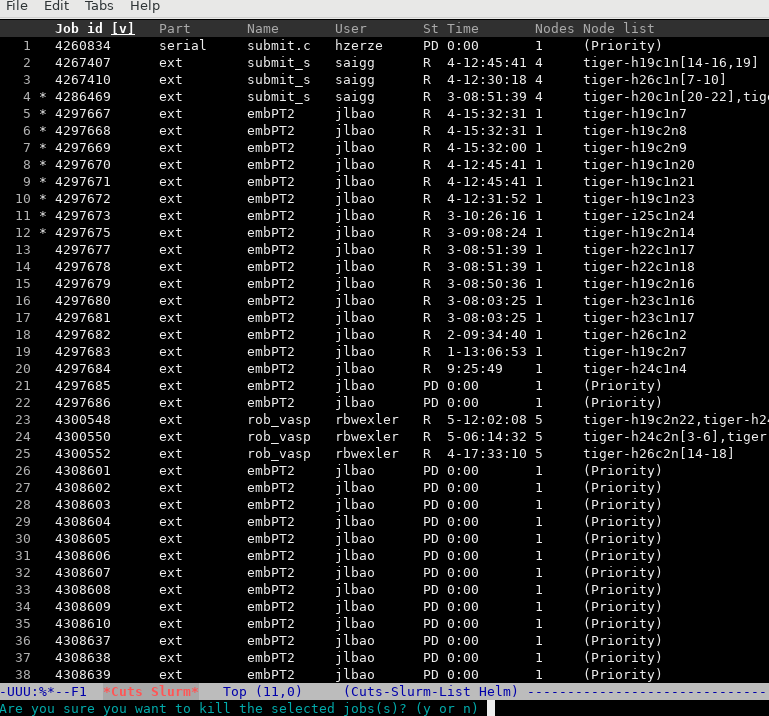 File Edit Tabs Help
Job id [v] Part Name User St Time Nodes Node list
1 4260834 serial submit.c hzerze PD 0:00 1 (Priority)
2 4267407 ext submit_s saigg R 4-12:45:41 4 tiger-h19c1n[14-16,19]
3 4267410 ext submit_s saigg R 4-12:30:18 4 tiger-h26c1n[7-10]
4 * 4286469 ext submit_s saigg R 3-08:51:39 4 tiger-h20c1n[20-22],tige
5 * 4297667 ext embPT2 jlbao R 4-15:32:31 1 tiger-h19c1n7
6 * 4297668 ext embPT2 jlbao R 4-15:32:31 1 tiger-h19c2n8
7 * 4297669 ext embPT2 jlbao R 4-15:32:00 1 tiger-h19c2n9
8 * 4297670 ext embPT2 jlbao R 4-12:45:41 1 tiger-h19c1n20
9 * 4297671 ext embPT2 jlbao R 4-12:45:41 1 tiger-h19c1n21
10 * 4297672 ext embPT2 jlbao R 4-12:31:52 1 tiger-h19c1n23
11 * 4297673 ext embPT2 jlbao R 3-10:26:16 1 tiger-i25c1n24
12 * 4297675 ext embPT2 jlbao R 3-09:08:24 1 tiger-h19c2n14
13 4297677 ext embPT2 jlbao R 3-08:51:39 1 tiger-h22c1n17
14 4297678 ext embPT2 jlbao R 3-08:51:39 1 tiger-h22c1n18
15 4297679 ext embPT2 jlbao R 3-08:50:36 1 tiger-h19c2n16
16 4297680 ext embPT2 jlbao R 3-08:03:25 1 tiger-h23c1n16
17 4297681 ext embPT2 jlbao R 3-08:03:25 1 tiger-h23c1n17
18 4297682 ext embPT2 jlbao R 2-09:34:40 1 tiger-h26c1n2
19 4297683 ext embPT2 jlbao R 1-13:06:53 1 tiger-h19c2n7
20 4297684 ext embPT2 jlbao R 9:25:49 1 tiger-h24c1n4
21 4297685 ext embPT2 jlbao PD 0:00 1 (Priority)
22 4297686 ext embPT2 jlbao PD 0:00 1 (Priority)
23 4300548 ext rob_vasp rbwexler R 5-12:02:08 5 tiger-h19c2n22,tiger-h24
24 4300550 ext rob_vasp rbwexler R 5-06:14:32 5 tiger-h24c2n[3-6],tiger-
25 4300552 ext rob_vasp rbwexler R 4-17:33:10 5 tiger-h26c2n[14-18]
26 4308601 ext embPT2 jlbao PD 0:00 1 (Priority)
27 4308602 ext embPT2 jlbao PD 0:00 1 (Priority)
28 4308603 ext embPT2 jlbao PD 0:00 1 (Priority)
29 4308604 ext embPT2 jlbao PD 0:00 1 (Priority)
30 4308605 ext embPT2 jlbao PD 0:00 1 (Priority)
31 4308606 ext embPT2 jlbao PD 0:00 1 (Priority)
32 4308607 ext embPT2 jlbao PD 0:00 1 (Priority)
33 4308608 ext embPT2 jlbao PD 0:00 1 (Priority)
34 4308609 ext embPT2 jlbao PD 0:00 1 (Priority)
35 4308610 ext embPT2 jlbao PD 0:00 1 (Priority)
36 4308637 ext embPT2 jlbao PD 0:00 1 (Priority)
37 4308638 ext embPT2 jlbao PD 0:00 1 (Priority)
38 4308639 ext embPT2 jlbao PD 0:00 1 (Priority)
-UUU:%*--F1 *Cuts Slurm* Top (11,0) (Cuts-Slurm-List Helm) ------------------------------
Are you sure you want to kill the selected jobs(s)? (y or n)